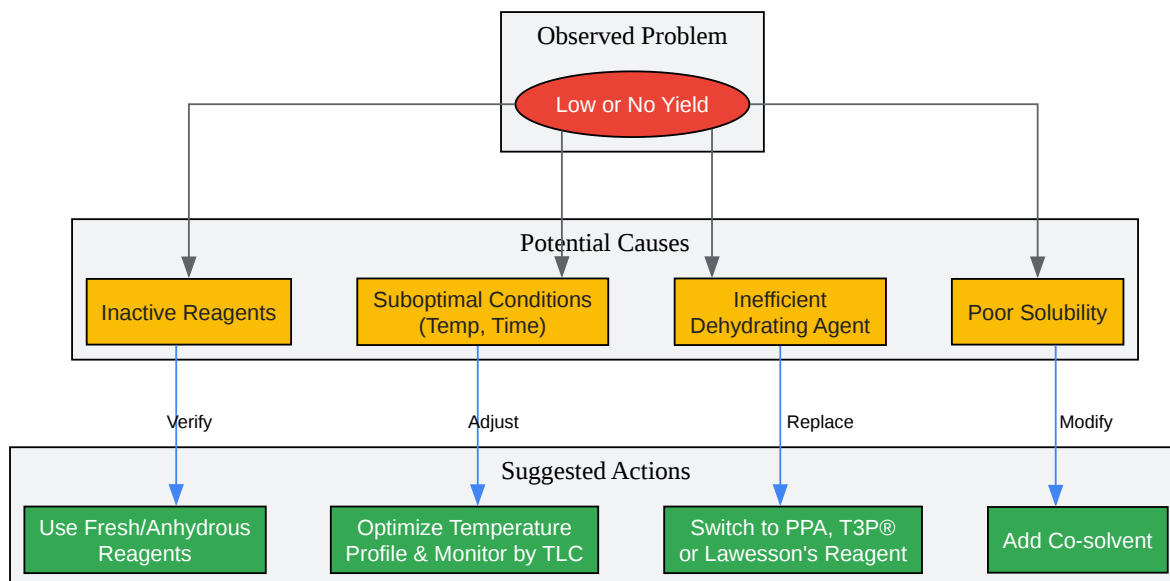 Observed Problem
Low or No Yield
Potential Causes
Inactive Reagents
Suboptimal Conditions
(Temp, Time)
Inefficient
Dehydrating Agent
Poor Solubility
Verify
Adjust
Replace
Modify
Suggested Actions
Use Fresh/Anhydrous
Reagents
Optimize Temperature
Profile & Monitor by TLC
Switch to PPA, T3P®
or Lawesson's Reagent
Add Co-solvent